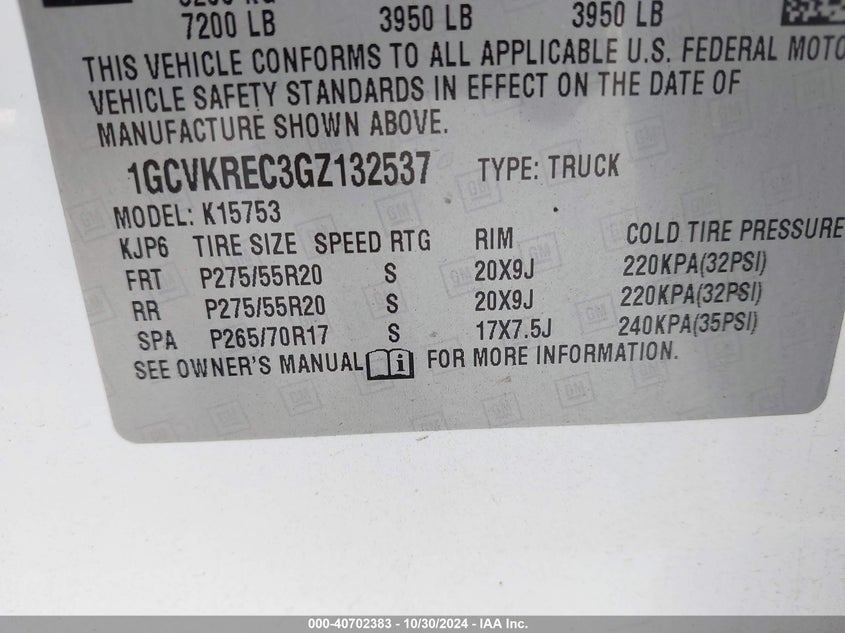 7200 LB 3950 LB 3950 LB
THIS VEHICLE CONFORMS TO ALL APPLICABLE U.S. FEDERAL MOTO
VEHICLE SAFETY STANDARDS IN EFFECT ON THE DATE OF
MANUFACTURE SHOWN ABOVE.
1GCVKREC3GZ132537 TYPE: TRUCK
MODEL: K15753
KJP6 TIRE SIZE SPEED RTG RIM COLD TIRE PRESSURE
FRT P275/55R20 S 20X9J 220KPA(32PSI)
RR P275/55R20 S 20X9J 220KPA(32PSI)
SPA P265/70R17 S 17X7.5J 240KPA(35PSI)
SEE OWNER'S MANUAL i FOR MORE INFORMATION.
000-40702383 - 10/30/2024 - IAA Inc.